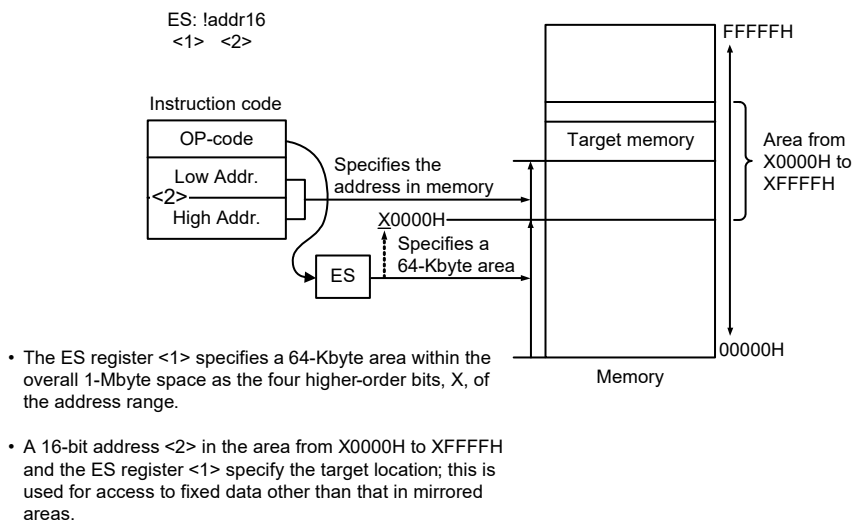 ES: !addr16
<1> <2>
FFFFFH
Instruction code
OP-code
Low Addr.
<2>
High Addr.
Specifies the
address in memory
X0000H
Specifies a
64-Kbyte area
ES
Target memory
Area from
X0000H to
XFFFFH
00000H
Memory
• The ES register <1> specifies a 64-Kbyte area within the
overall 1-Mbyte space as the four higher-order bits, X, of
the address range.
• A 16-bit address <2> in the area from X0000H to XFFFFH
and the ES register <1> specify the target location; this is
used for access to fixed data other than that in mirrored
areas.